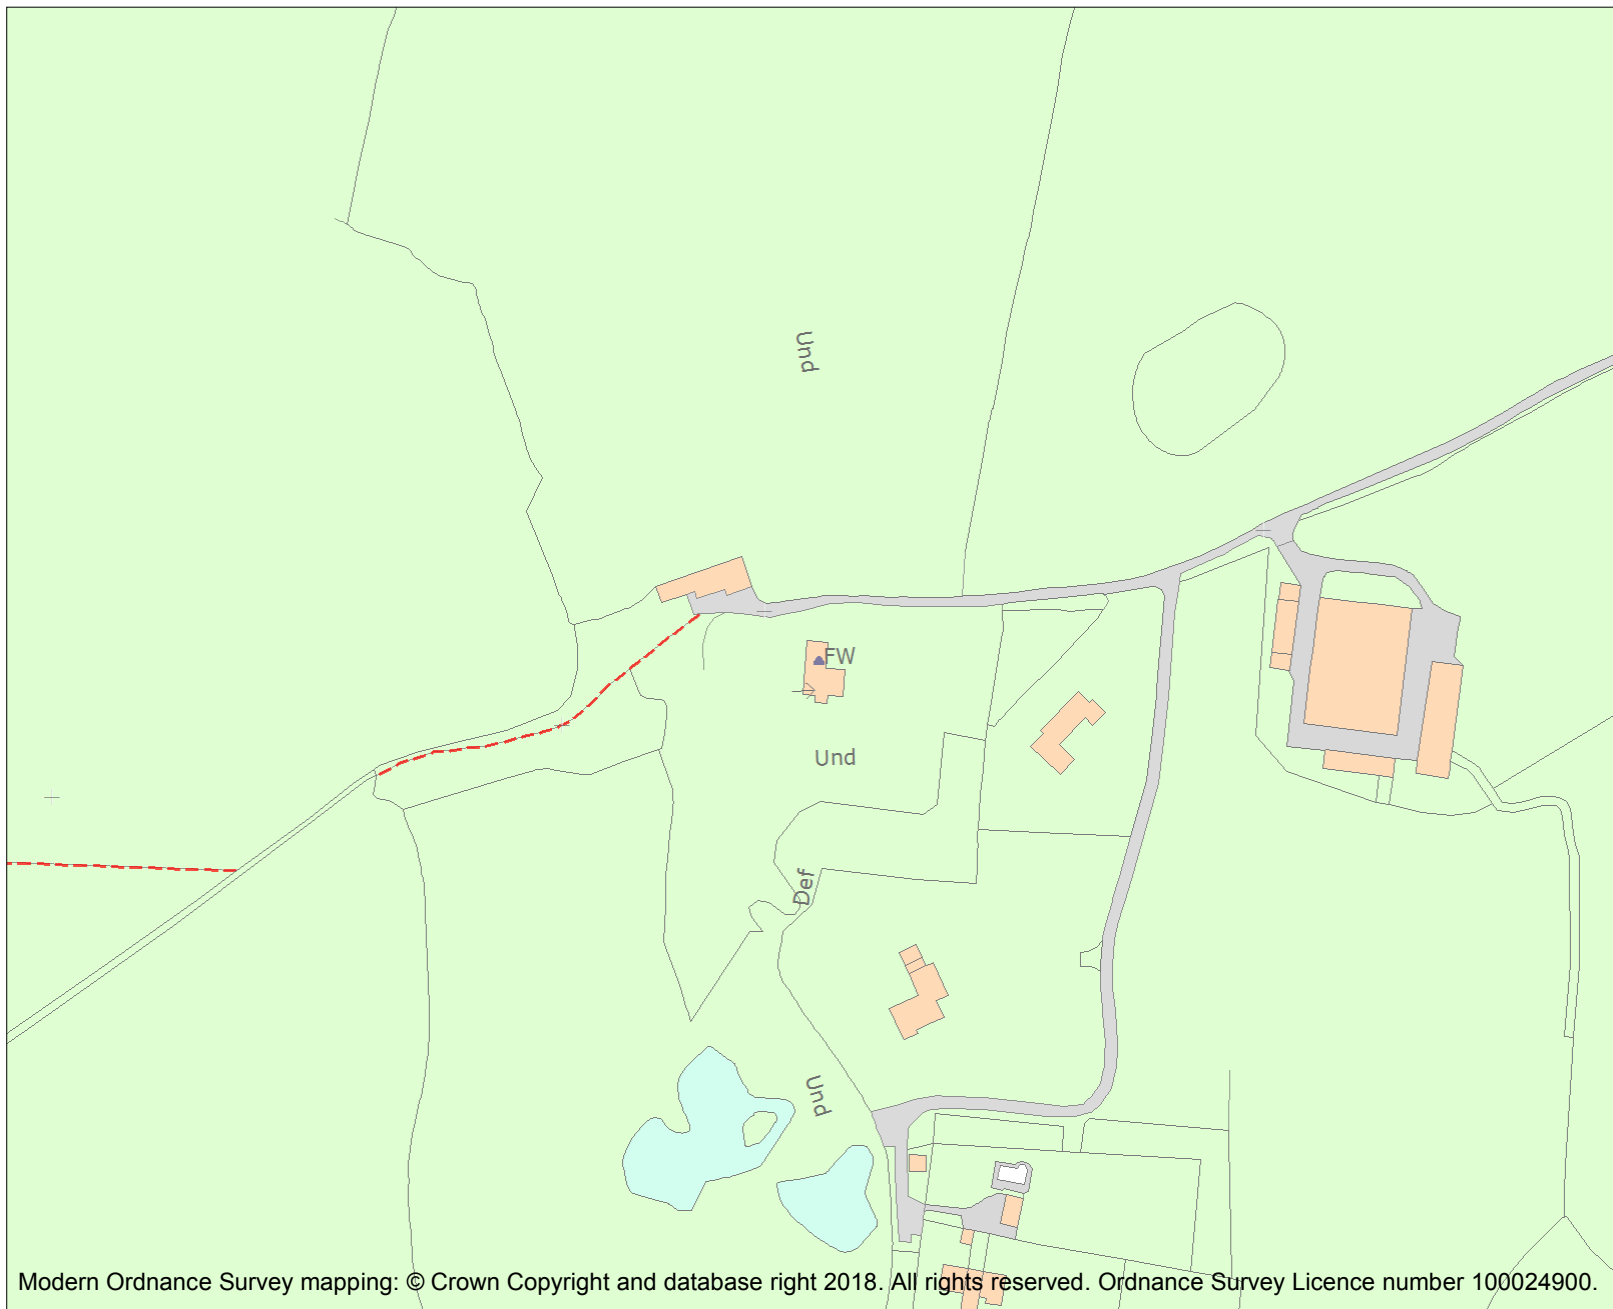 Und
FW
Und
Def
Und
Modern Ordnance Survey mapping: © Crown Copyright and database right 2018. All rights reserved. Ordnance Survey Licence number 100024900.